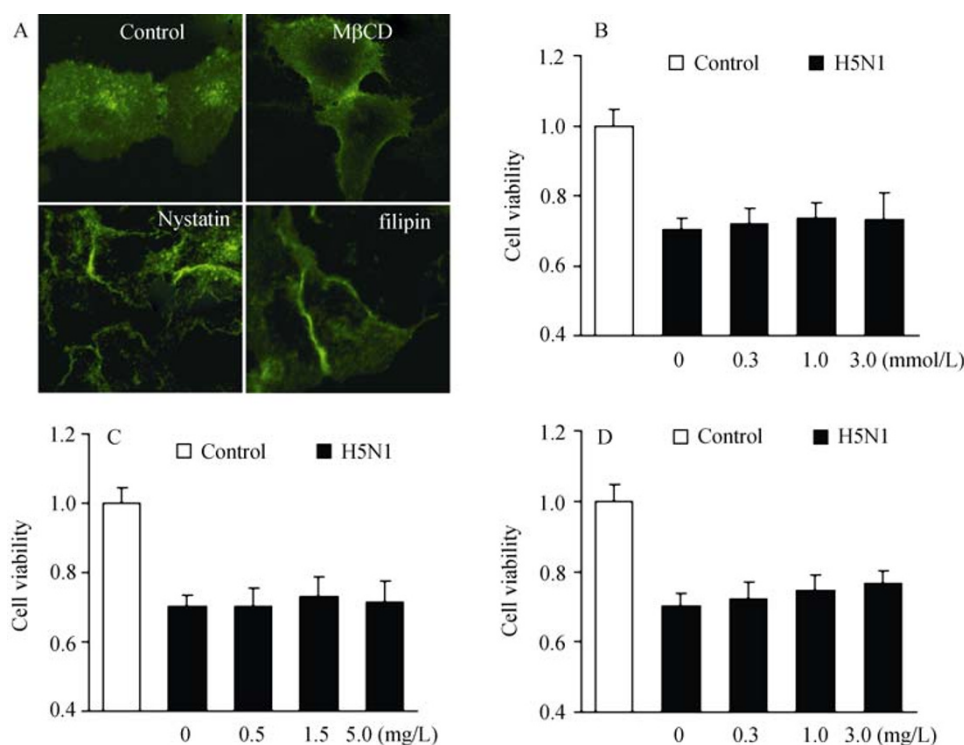 A
Control
MβCD
Nystatin
filipin
B
Control
H5N1
Cell viability
1.2
1.0
0.8
0.6
0.4
0 0.3 1.0 3.0 (mmol/L)
C
Control
H5N1
Cell viability
1.2
1.0
0.8
0.6
0.4
0 0.5 1.5 5.0 (mg/L)
D
Control
H5N1
Cell viability
1.2
1.0
0.8
0.6
0.4
0 0.3 1.0 3.0 (mg/L)